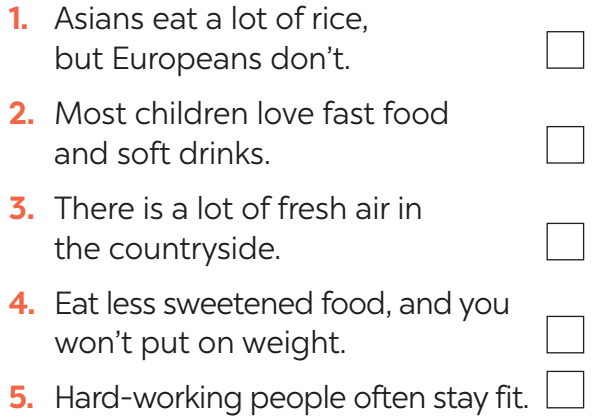 1. Asians eat a lot of rice,
but Europeans don't.
2. Most children love fast food
and soft drinks.
3. There is a lot of fresh air in
the countryside.
4. Eat less sweetened food, and you
won't put on weight.
5. Hard-working people often stay fit.